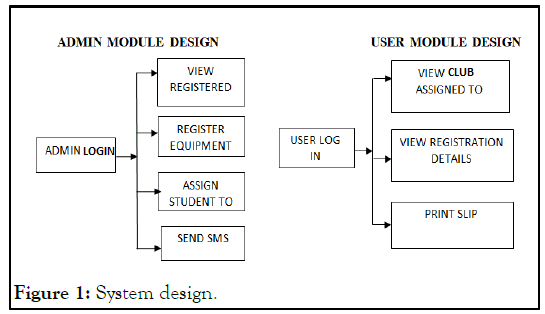 ADMIN MODULE DESIGN
VIEW
REGISTERED
REGISTER
EQUIPMENT
ADMIN LOGIN
ASSIGN
STUDENT TO
SEND SMS
USER MODULE DESIGN
VIEW CLUB
ASSIGNED TO
USER LOG
IN
VIEW REGISTRATION
DETAILS
PRINT SLIP
Figure 1: System design.